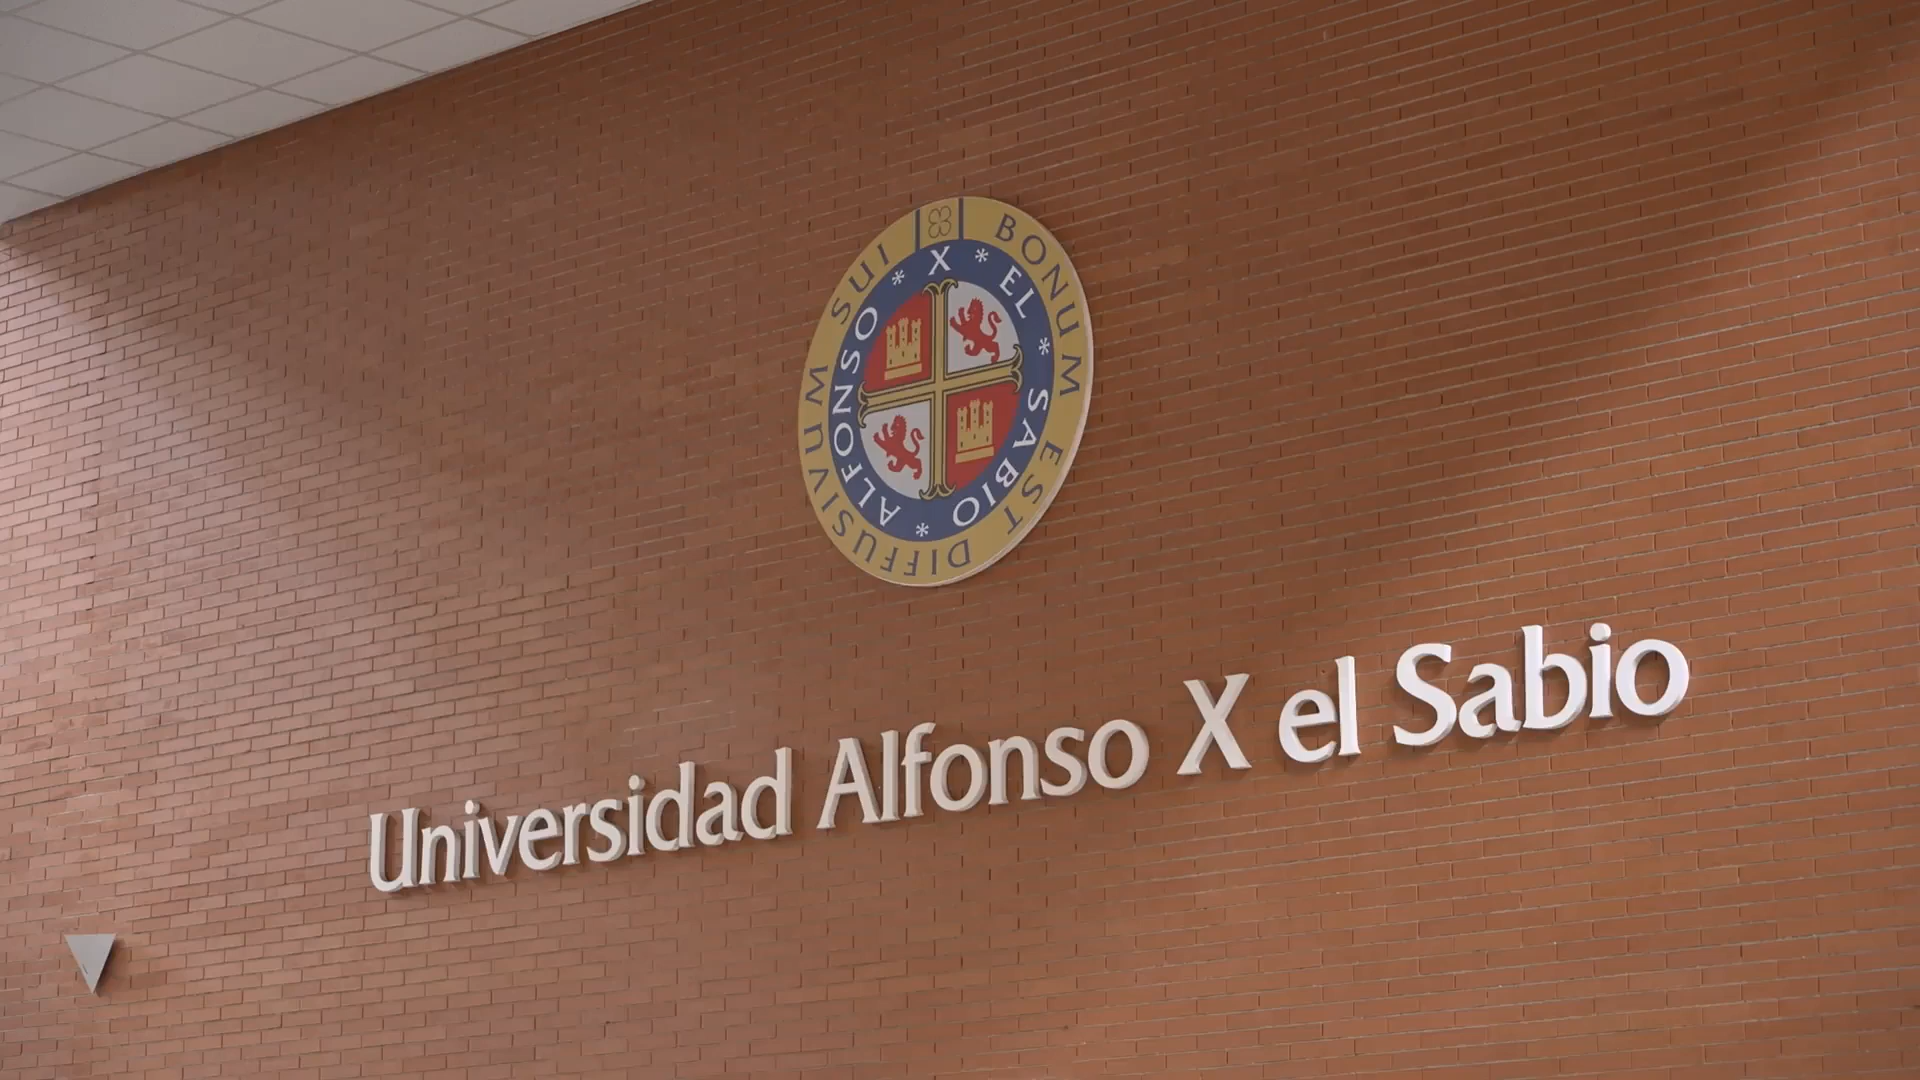 BONUM EST DIFFUSIVUM SUI
ALFONSO * X * EL * SABIO *
Universidad Alfonso X el Sabio